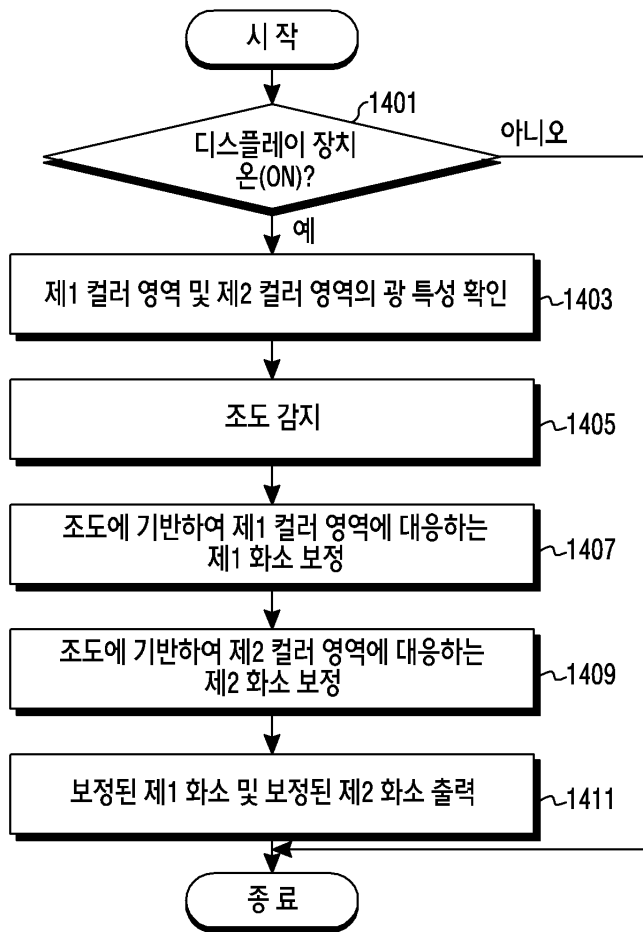 시 작
1401
디스플레이 장치
온(ON)?
아니오
예
제1 컬러 영역 및 제2 컬러 영역의 광 특성 확인
1403
조도 감지
1405
조도에 기반하여 제1 컬러 영역에 대응하는
제1 화소 보정
1407
조도에 기반하여 제2 컬러 영역에 대응하는
제2 화소 보정
1409
보정된 제1 화소 및 보정된 제2 화소 출력
1411
종 료